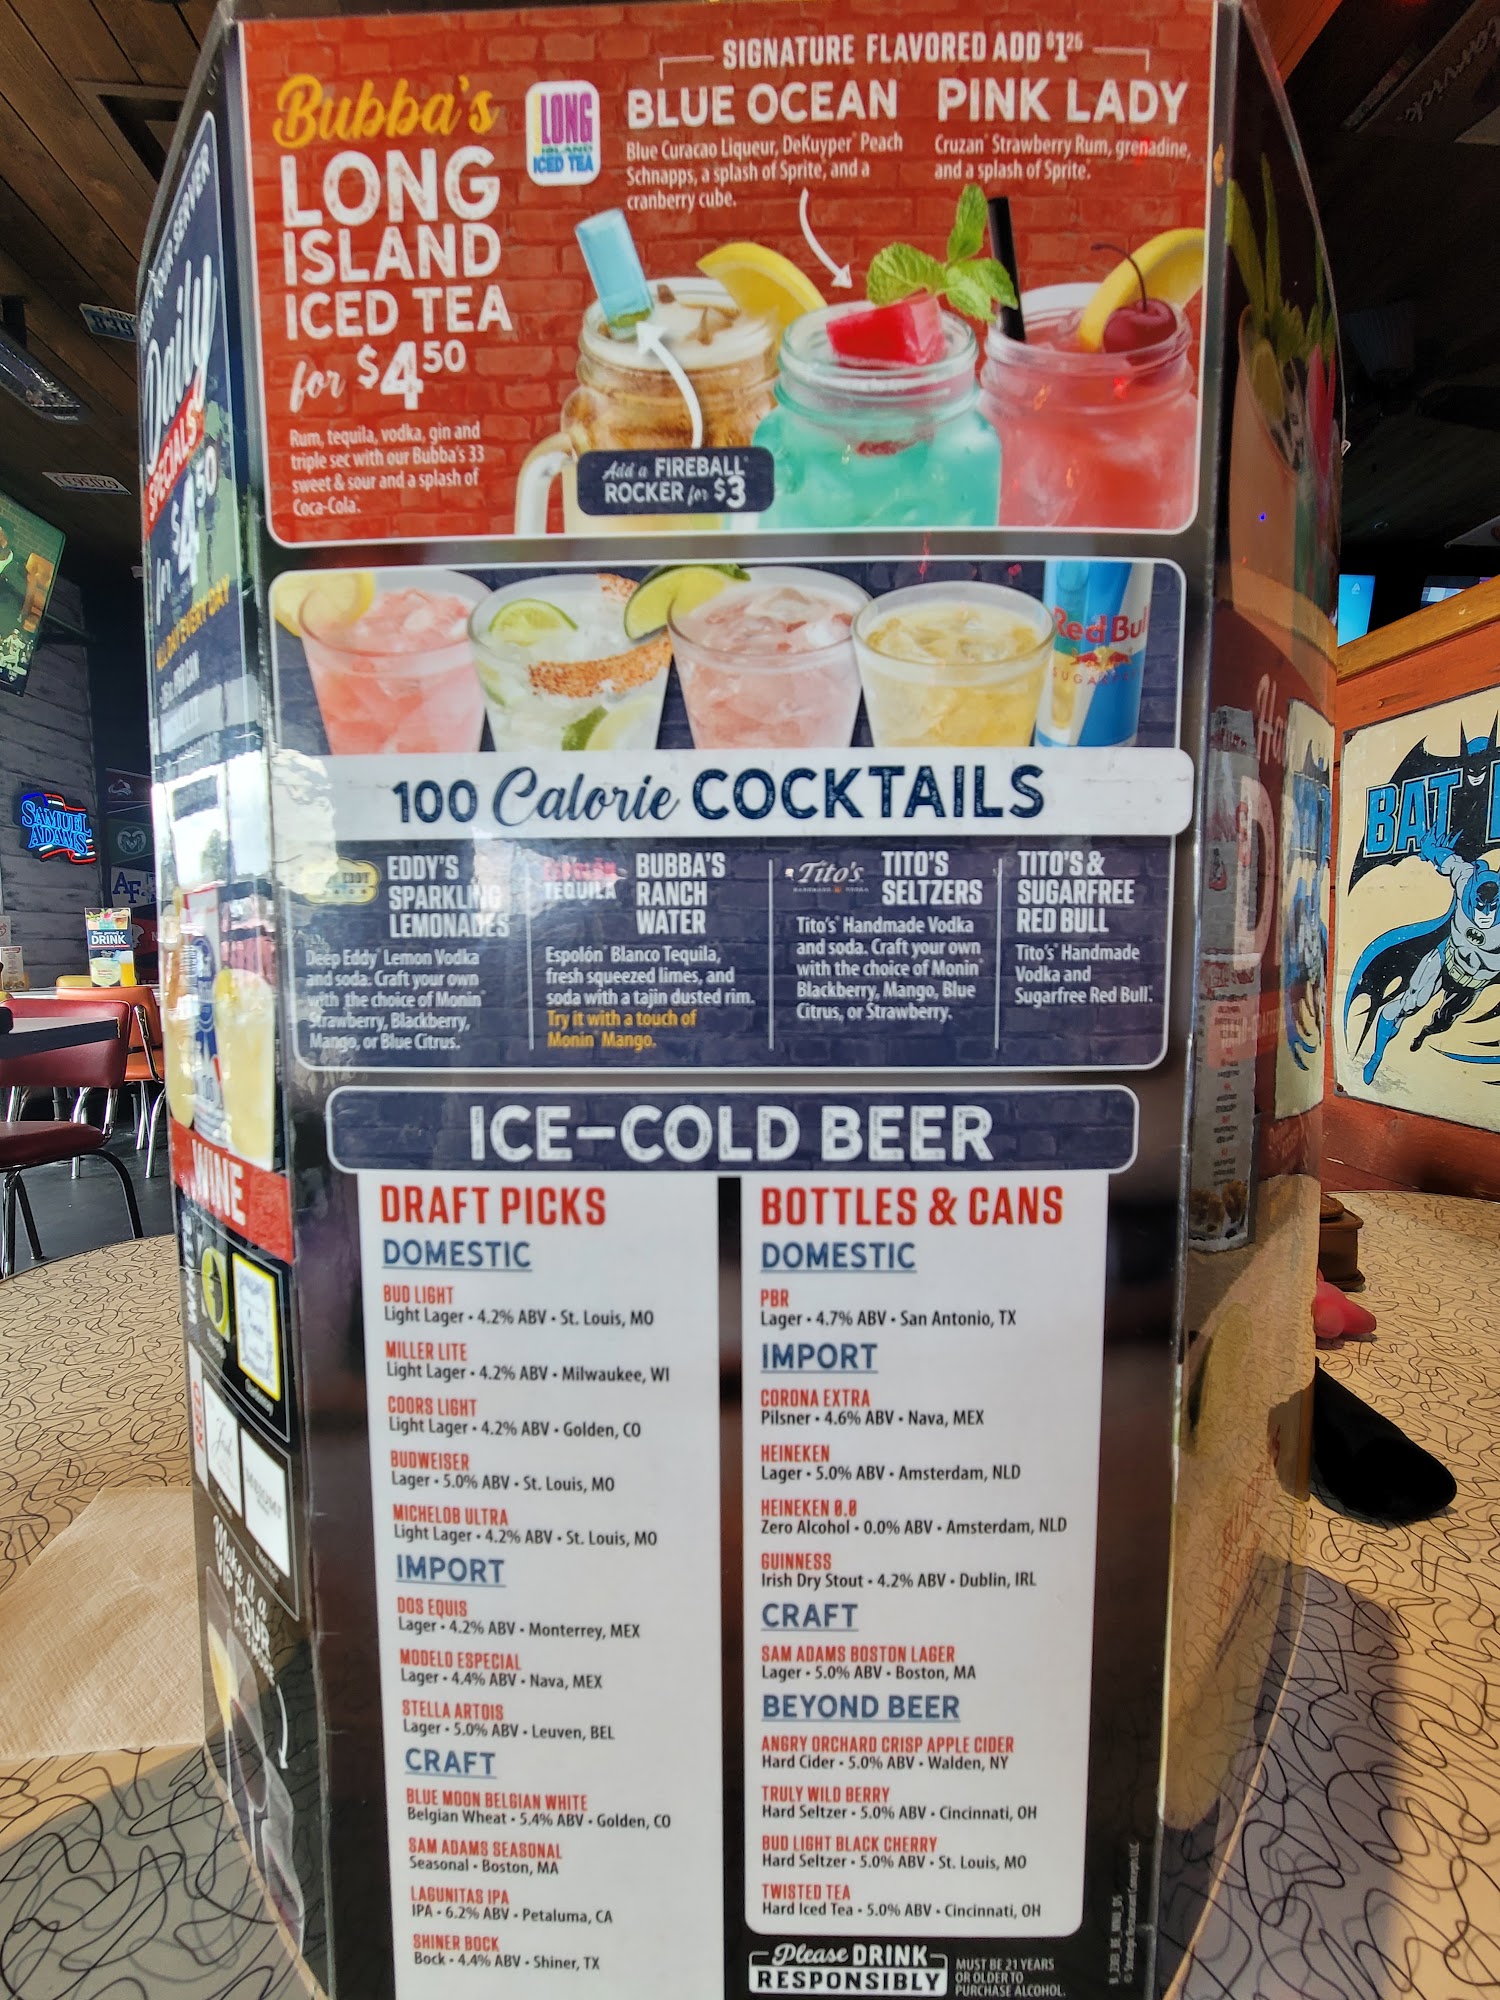 SIGNATURE FLAVORED ADD $1.25
Bubba's
LONG
ISLAND
ICED TEA
for $4.50
Rum, tequila, vodka, gin and
triple sec with our Bubba's 33
sweet & sour and a splash of
Coca-Cola.
LONG
ISLAND
ICED TEA
BLUE OCEAN
Blue Curacao Liqueur, DeKuyper® Peach
Schnapps, a splash of Sprite, and a
cranberry cube.
PINK LADY
Cruzan® Strawberry Rum, grenadine,
and a splash of Sprite.
Add a FIREBALL®
ROCKER for $3
Red Bul
100 Calorie COCKTAILS
EDDY'S
SPARKLING
LEMONADES
Deep Eddy® Lemon Vodka
and soda. Craft your own
with the choice of Monin®
Strawberry, Blackberry,
Mango, or Blue Citrus.
TEQUILA
BUBBA'S
RANCH
WATER
Espolón® Blanco Tequila,
fresh squeezed limes, and
soda with a tajin dusted rim.
Try it with a touch of
Monin® Mango.
Tito's
TITO'S
SELTZERS
Tito's® Handmade Vodka
and soda. Craft your own
with the choice of Monin®
Blackberry, Mango, Blue
Citrus, or Strawberry.
TITO'S &
SUGARFREE
RED BULL
Tito's® Handmade
Vodka and
Sugarfree Red Bull®.
ICE-COLD BEER
DRAFT PICKS
DOMESTIC
BUD LIGHT
Light Lager • 4.2% ABV • St. Louis, MO
MILLER LITE
Light Lager • 4.2% ABV • Milwaukee, WI
COORS LIGHT
Light Lager • 4.2% ABV • Golden, CO
BUDWEISER
Lager • 5.0% ABV • St. Louis, MO
MICHELOB ULTRA
Light Lager • 4.2% ABV • St. Louis, MO
IMPORT
DOS EQUIS
Lager • 4.2% ABV • Monterrey, MEX
MODELO ESPECIAL
Lager • 4.4% ABV • Nava, MEX
STELLA ARTOIS
Lager • 5.0% ABV • Leuven, BEL
CRAFT
BLUE MOON BELGIAN WHITE
Belgian Wheat • 5.4% ABV • Golden, CO
SAM ADAMS SEASONAL
Seasonal • Boston, MA
LAGUNITAS IPA
IPA • 6.2% ABV • Petaluma, CA
SHINER BOCK
Bock • 4.4% ABV • Shiner, TX
BOTTLES & CANS
DOMESTIC
PBR
Lager • 4.7% ABV • San Antonio, TX
IMPORT
CORONA EXTRA
Pilsner • 4.6% ABV • Nava, MEX
HEINEKEN
Lager • 5.0% ABV • Amsterdam, NLD
HEINEKEN 0.0
Zero Alcohol • 0.0% ABV • Amsterdam, NLD
GUINNESS
Irish Dry Stout • 4.2% ABV • Dublin, IRL
CRAFT
SAM ADAMS BOSTON LAGER
Lager • 5.0% ABV • Boston, MA
BEYOND BEER
ANGRY ORCHARD CRISP APPLE CIDER
Hard Cider • 5.0% ABV • Walden, NY
TRULY WILD BERRY
Hard Seltzer • 5.0% ABV • Cincinnati, OH
BUD LIGHT BLACK CHERRY
Hard Seltzer • 5.0% ABV • St. Louis, MO
TWISTED TEA
Hard Iced Tea • 5.0% ABV • Cincinnati, OH
Please DRINK
RESPONSIBLY
MUST BE 21 YEARS
OR OLDER TO
PURCHASE ALCOHOL.
YOUR SERVER
Daily
SPECIALS
for $4.50
ALL DAY EVERY DAY
WINE
WHITE
RED
Make it a
VIP POUR
SAMUEL
ADAMS
AF
DRINK
BAT